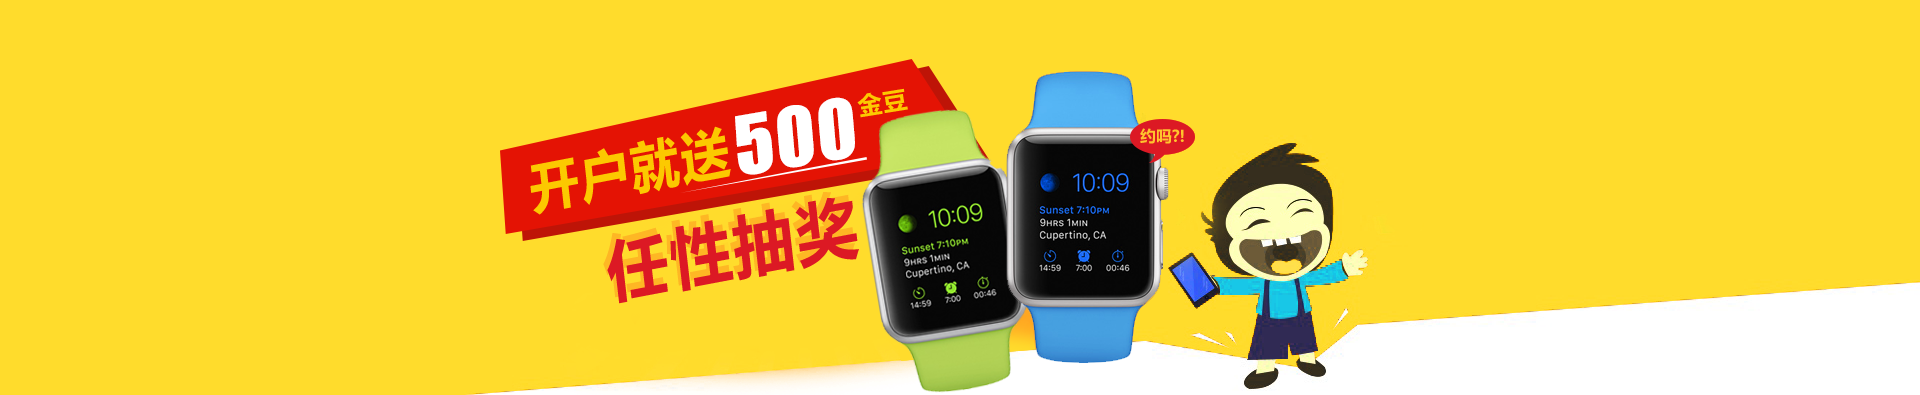 开户就送500金豆
任性抽奖
10:09
Sunset 7:10PM
9HRS 1MIN
Cupertino, CA
14:59 7:00 00:46
约吗?!
10:09
Sunset 7:10PM
9HRS 1MIN
Cupertino, CA
14:59 7:00 00:46